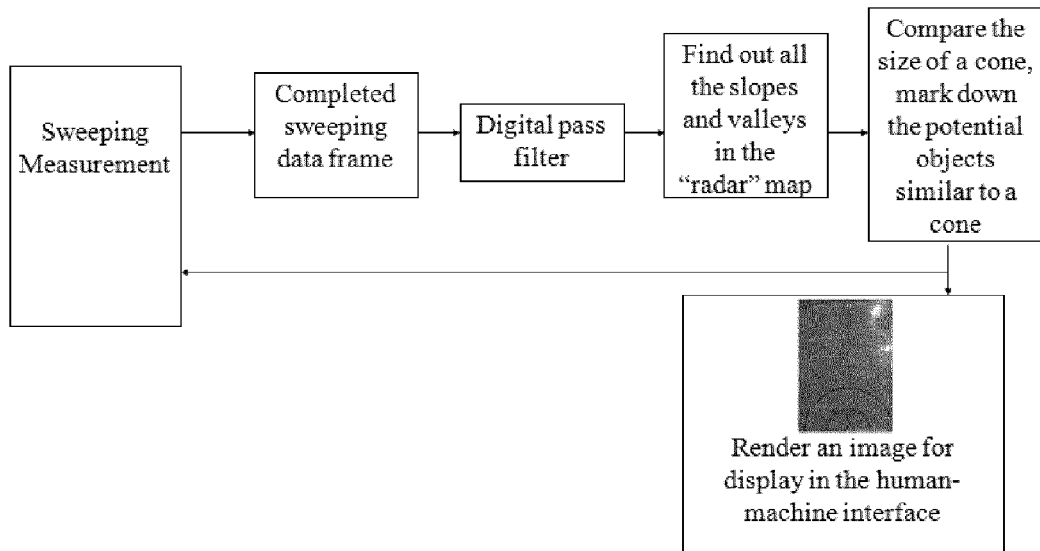 Sweeping
Measurement
Completed
sweeping
data frame
Digital pass
filter
Find out all
the slopes
and valleys
in the
“radar” map
Compare the
size of a cone,
mark down
the potential
objects
similar to a
cone
Render an image for
display in the human-
machine interface